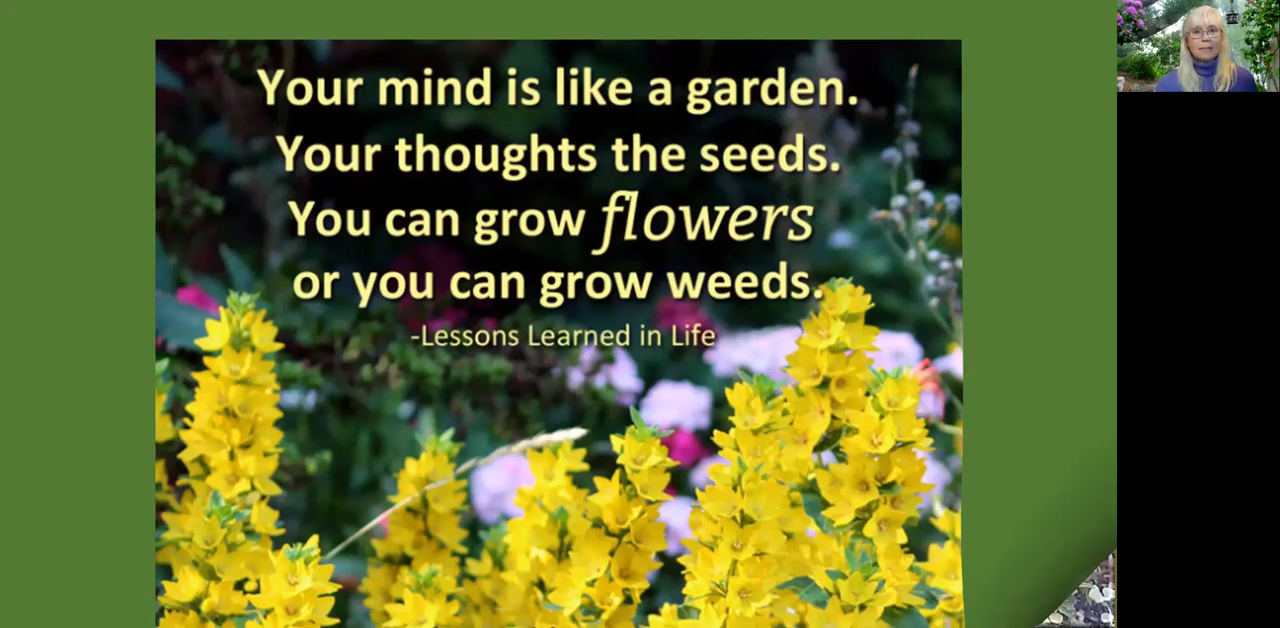 Your mind is like a garden.
Your thoughts the seeds.
You can grow flowers
or you can grow weeds.
-Lessons Learned in Life